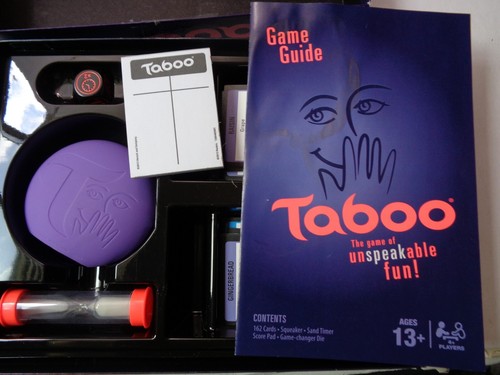 Game
Guide
Taboo
Taboo
The game of
unspeakable
fun!
GINGERBREAD
CONTENTS
162 Cards • Squeaker • Sand Timer
Score Pad • Game-changer Die
AGES
13+
4+
PLAYERS